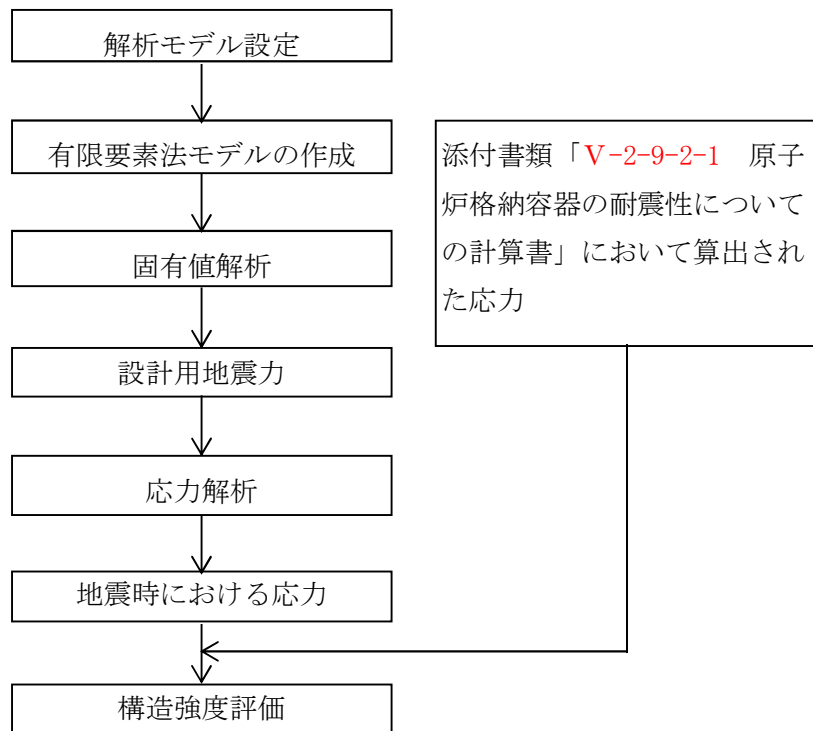 解析モデル設定
有限要素法モデルの作成
固有値解析
設計用地震力
応力解析
地震時における応力
構造強度評価
添付書類「Ⅴ-2-9-2-1　原子
炉格納容器の耐震性について
の計算書」において算出され
た応力